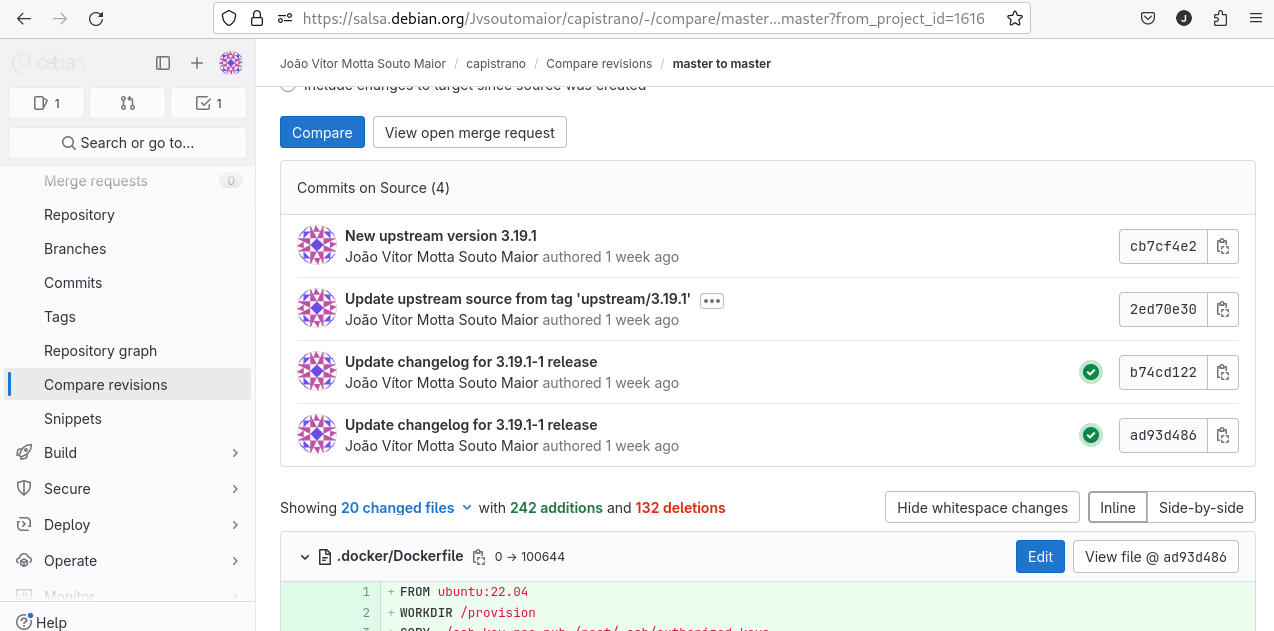 https://salsa.debian.org/Jvsoutomaior/capistrano/-/compare/master...master?from_project_id=1616
J
debian
João Vítor Motta Souto Maior / capistrano / Compare revisions / master to master
1
1
Search or go to...
Merge requests 0
Repository
Branches
Commits
Tags
Repository graph
Compare revisions
Snippets
Build
Secure
Deploy
Operate
Monitor
Help
Include changes to target since source was created
Compare
View open merge request
Commits on Source (4)
New upstream version 3.19.1
João Vítor Motta Souto Maior authored 1 week ago
cb7cf4e2
Update upstream source from tag 'upstream/3.19.1'
João Vítor Motta Souto Maior authored 1 week ago
2ed70e30
Update changelog for 3.19.1-1 release
João Vítor Motta Souto Maior authored 1 week ago
b74cd122
Update changelog for 3.19.1-1 release
João Vítor Motta Souto Maior authored 1 week ago
ad93d486
Showing 20 changed files with 242 additions and 132 deletions
Hide whitespace changes
Inline
Side-by-side
.docker/Dockerfile 0 → 100644
Edit
View file @ ad93d486
1 + FROM ubuntu:22.04
2 + WORKDIR /provision